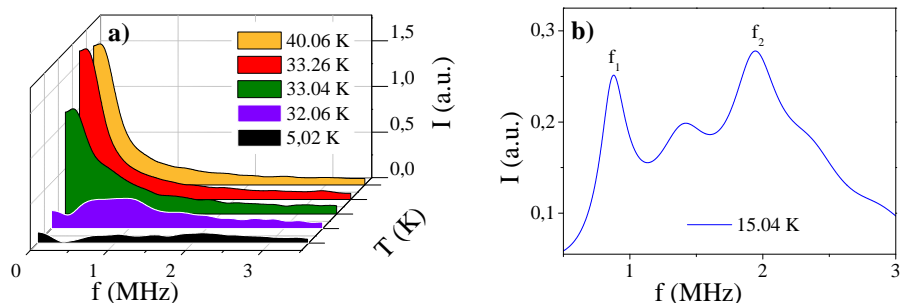 a)
40.06 K
33.26 K
33.04 K
32.06 K
5,02 K
1,5
1,0
0,5
0,0
I (a.u.)
T (K)
0
1
2
3
f (MHz)
b)
0,3
0,2
0,1
I (a.u.)
f1
f2
15.04 K
1
2
3
f (MHz)